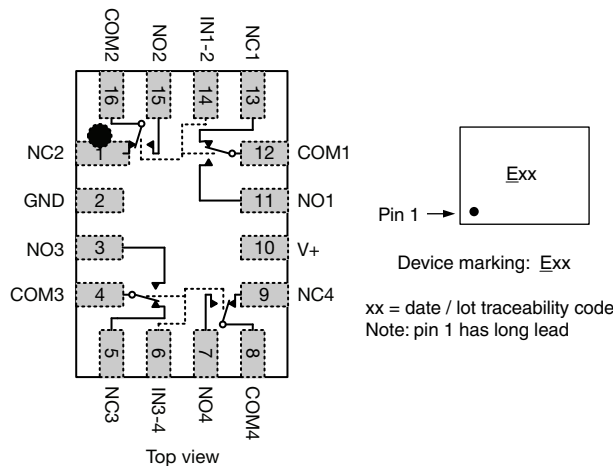 COM2
NO2
IN1-2
NC1
16
15
14
13
NC2
1
12
COM1
GND
2
11
NO1
NO3
3
10
V+
COM3
4
9
NC4
5
6
7
8
NC3
IN3-4
NO4
COM4
Top view
Exx
Pin 1
Device marking: Exx
xx = date / lot traceability code
Note: pin 1 has long lead